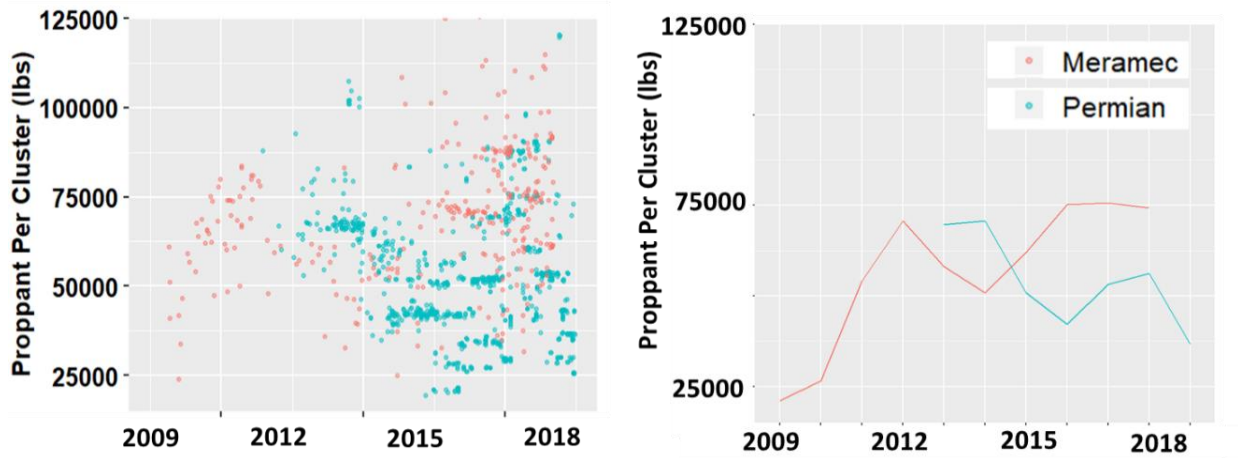 Proppant Per Cluster (lbs)
125000
100000
75000
50000
25000
2009 2012 2015 2018
Proppant Per Cluster (lbs)
125000
75000
25000
2009 2012 2015 2018
Meramec
Permian